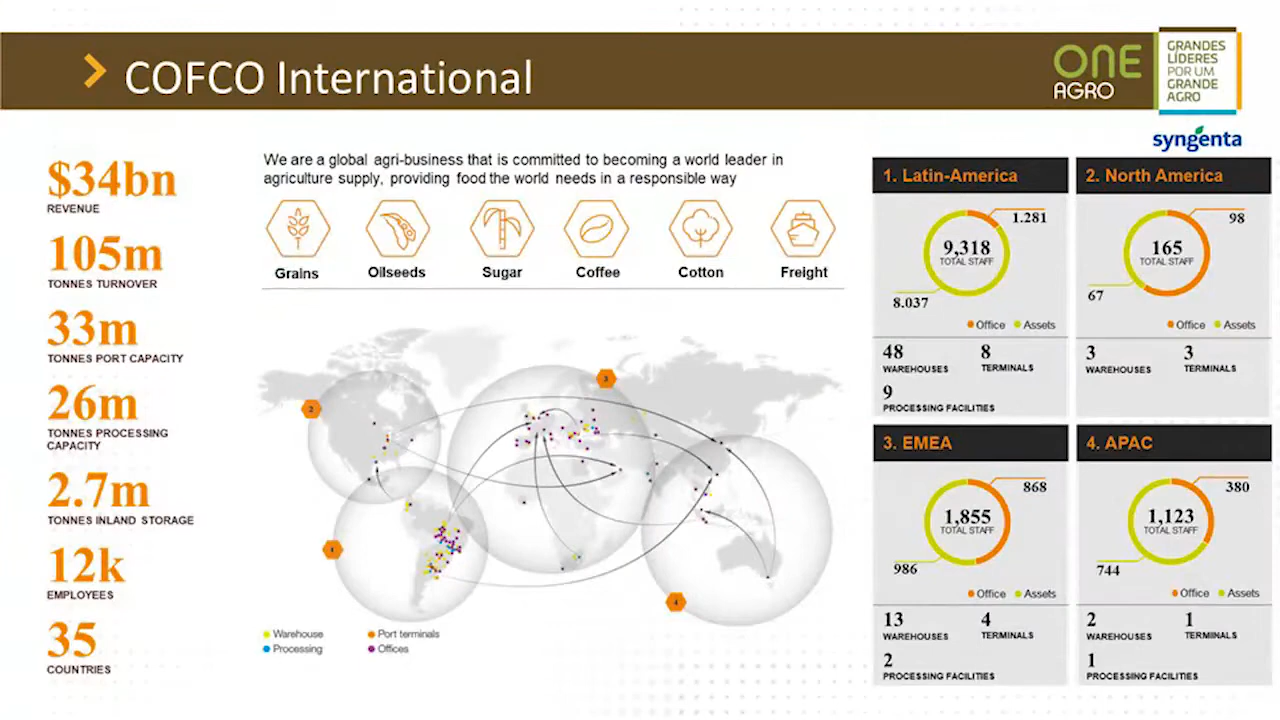 COFCO International
ONE
AGRO
GRANDES
LÍDERES
POR UM
GRANDE
AGRO
syngenta
$34bn
REVENUE
105m
TONNES TURNOVER
33m
TONNES PORT CAPACITY
26m
TONNES PROCESSING
CAPACITY
2.7m
TONNES INLAND STORAGE
12k
EMPLOYEES
35
COUNTRIES
We are a global agri-business that is committed to becoming a world leader in
agriculture supply, providing food the world needs in a responsible way
Grains Oilseeds Sugar Coffee Cotton Freight
3
2
1
4
Warehouse Port terminals
Processing Offices
1. Latin-America
1.281
9,318
TOTAL STAFF
8.037
Office Assets
48 8
WAREHOUSES TERMINALS
9
PROCESSING FACILITIES
2. North America
98
165
TOTAL STAFF
67
Office Assets
3 3
WAREHOUSES TERMINALS
3. EMEA
868
1,855
TOTAL STAFF
986
Office Assets
13 4
WAREHOUSES TERMINALS
2
PROCESSING FACILITIES
4. APAC
380
1,123
TOTAL STAFF
744
Office Assets
2 1
WAREHOUSES TERMINALS
1
PROCESSING FACILITIES